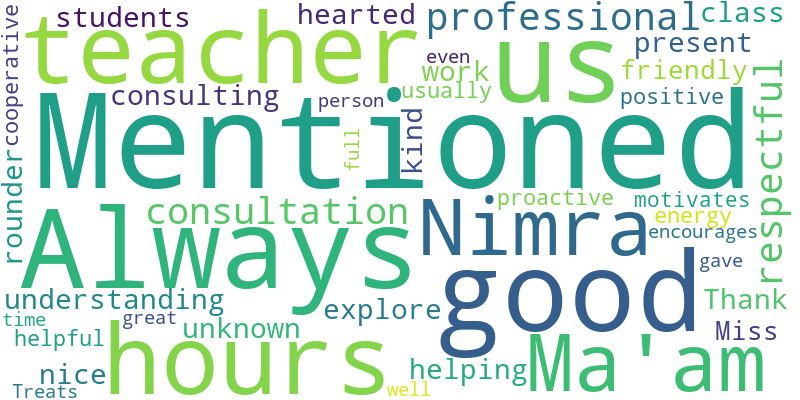 students
hearted
professional
class
teacher
us
present
cooperative
even
work
friendly
consulting
person
usually
positive
Mentioned
kind
full
respectful
rounder
Always
consultation
Nimra
proactive
motivates
energy
encourages
good
gave
understanding
explore
Thank
time
great
unknown
Miss
helpful
hours
Ma'am
nice
helping
Treats
well